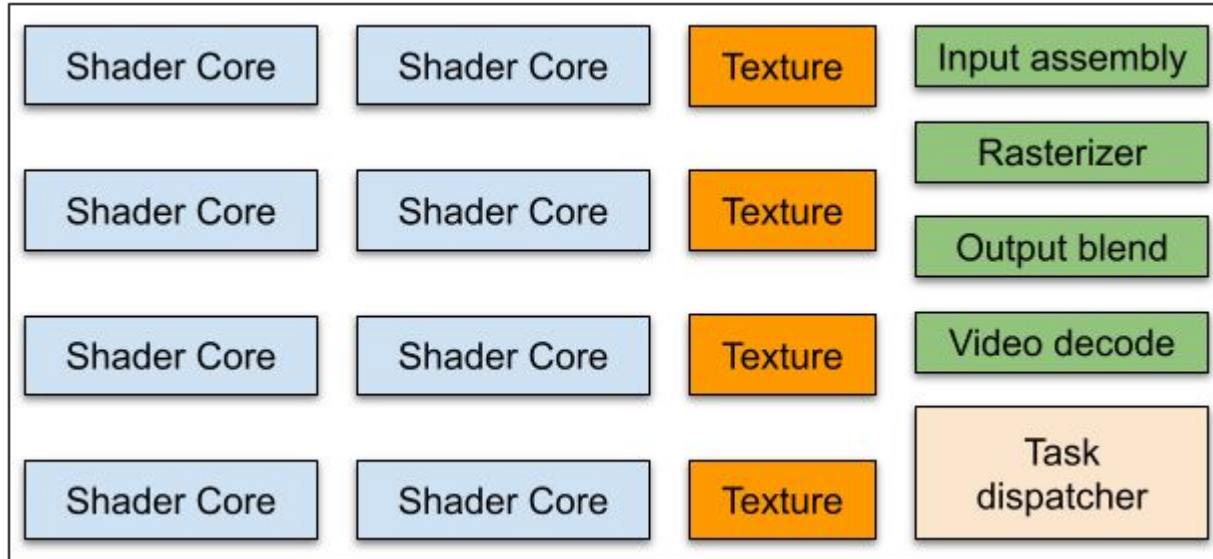 Shader Core
Shader Core
Texture
Input assembly
Rasterizer
Shader Core
Shader Core
Texture
Output blend
Shader Core
Shader Core
Texture
Video decode
Shader Core
Shader Core
Texture
Task
dispatcher